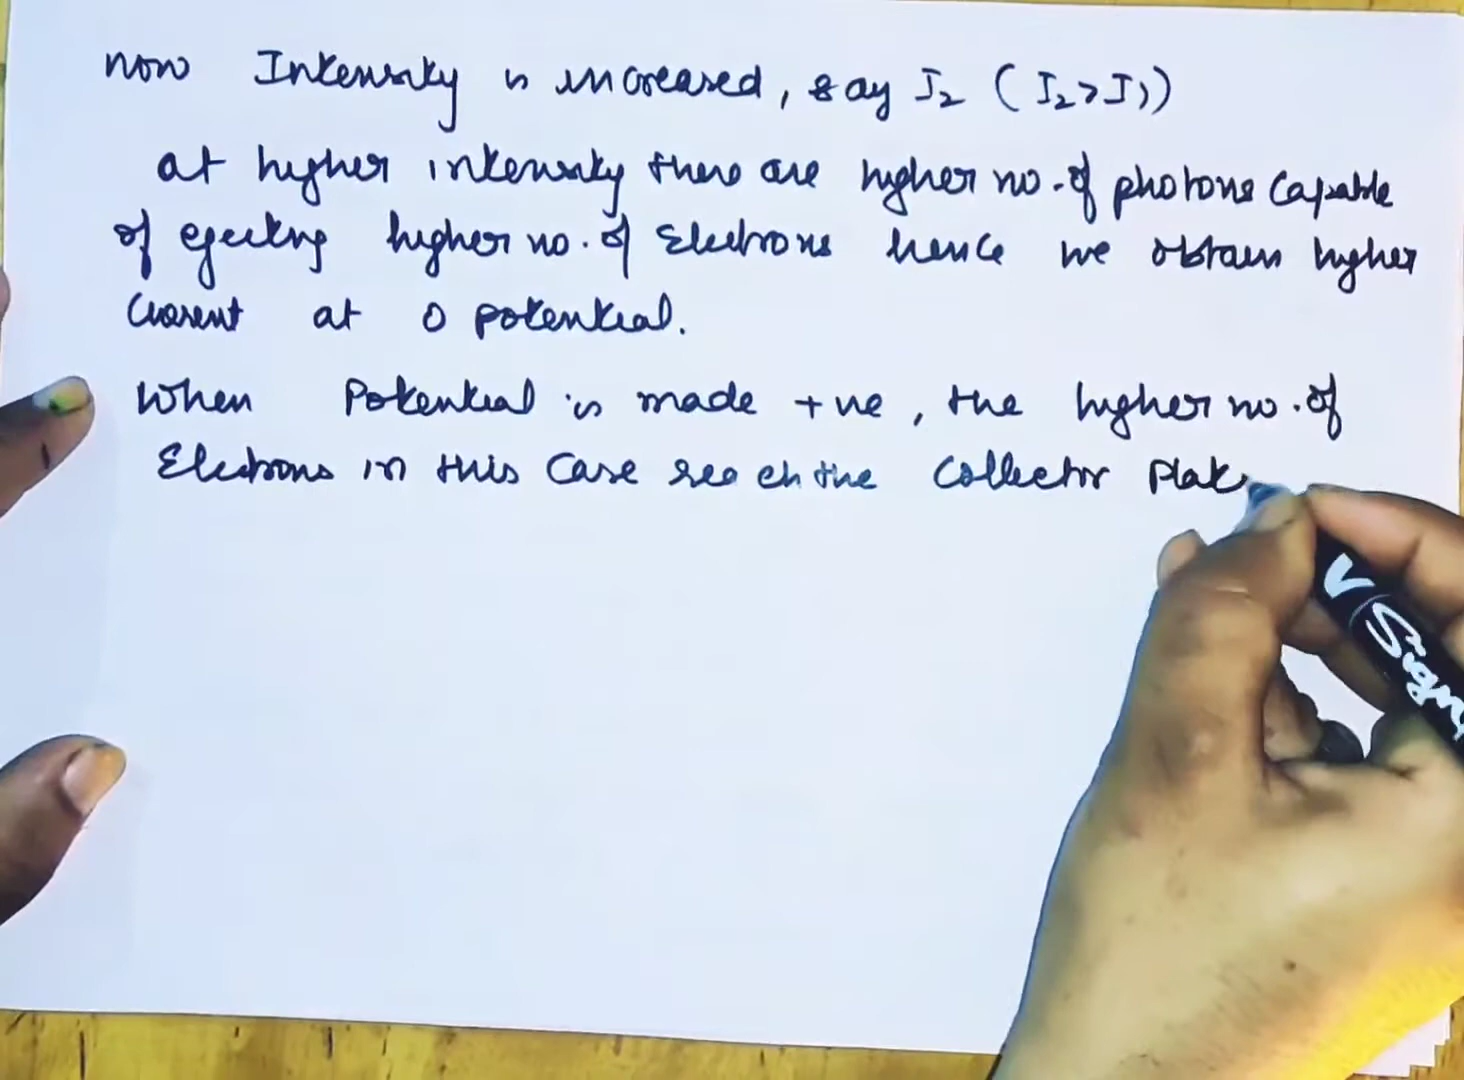 now Intensity is increased, say I₂ (I₂>I₁)
at higher intensity there are higher no. of photons capable
of ejecting higher no. of Electrons hence we obtain higher
Current at 0 potential.
When Potential is made +ve, the higher no. of
Electrons in this Case reach the Collector Plate
V Sign